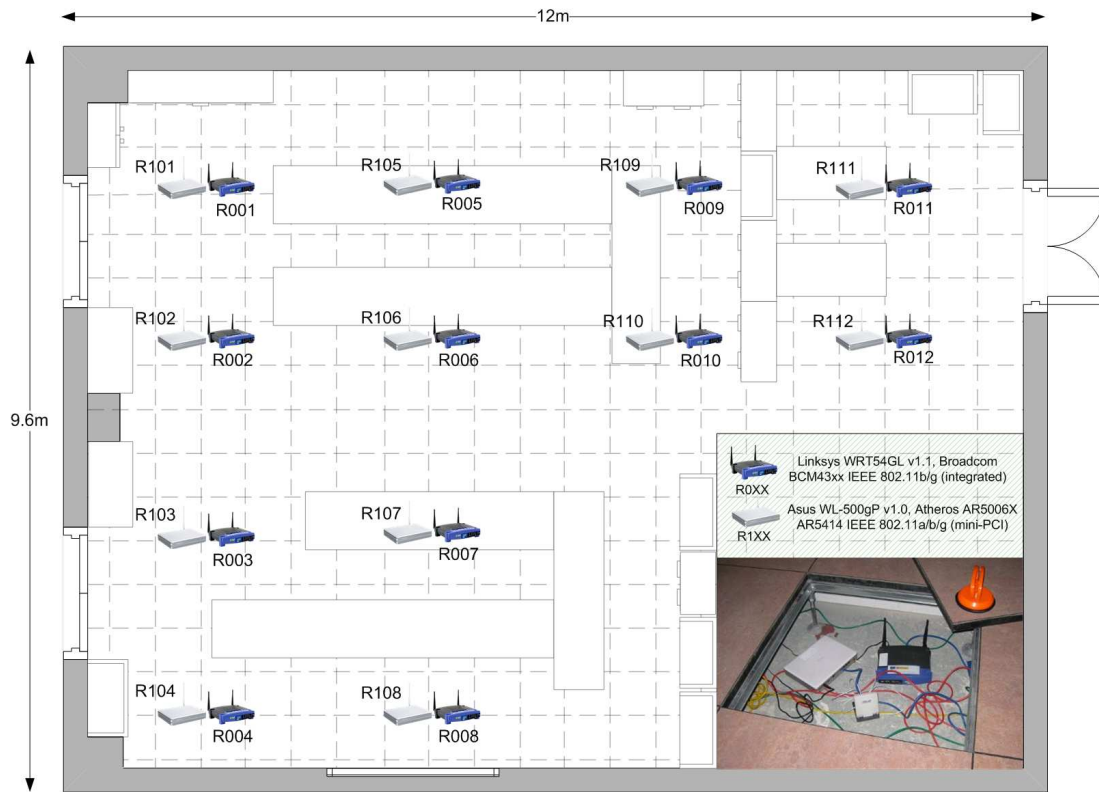 12m
9.6m
R101
R001
R105
R005
R109
R009
R111
R011
R102
R002
R106
R006
R110
R010
R112
R012
R103
R003
R107
R007
R104
R004
R108
R008
R0XX
Linksys WRT54GL v1.1, Broadcom
BCM43xx IEEE 802.11b/g (integrated)
R1XX
Asus WL-500gP v1.0, Atheros AR5006X
AR5414 IEEE 802.11a/b/g (mini-PCI)